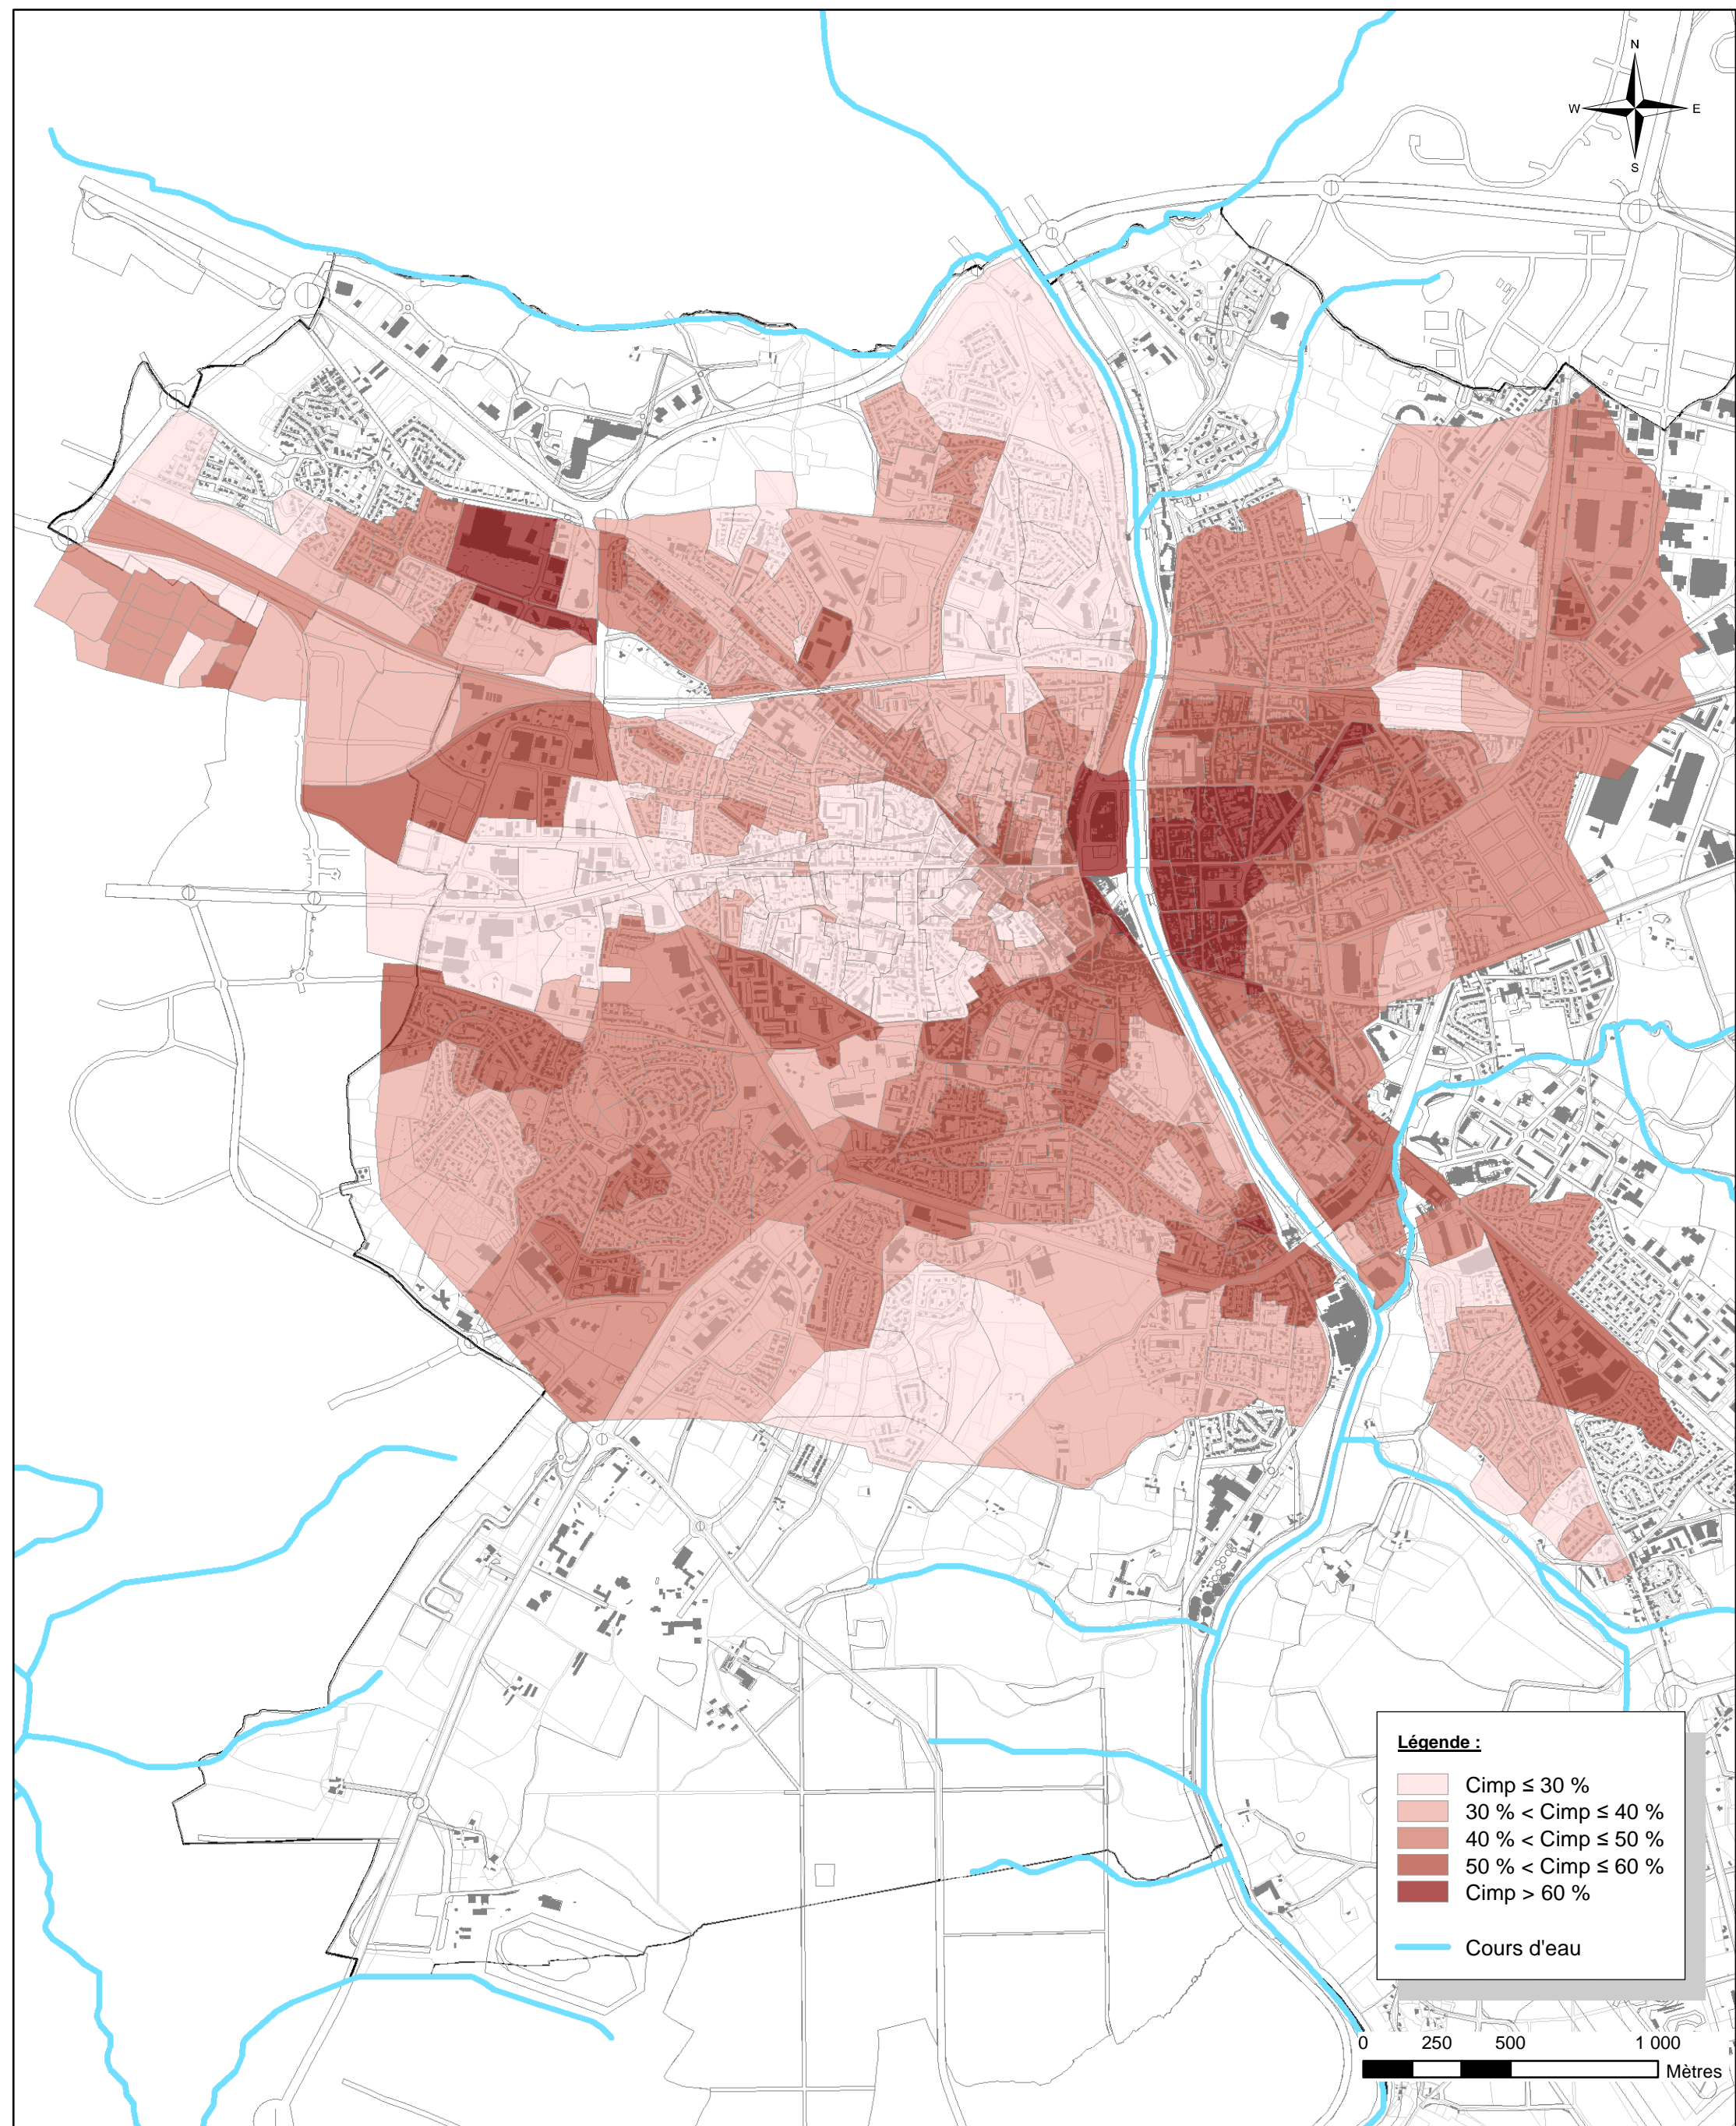 N
W E
S
Légende :
Cimp ≤ 30 %
30 % < Cimp ≤ 40 %
40 % < Cimp ≤ 50 %
50 % < Cimp ≤ 60 %
Cimp > 60 %
Cours d'eau
0 250 500 1 000
Mètres